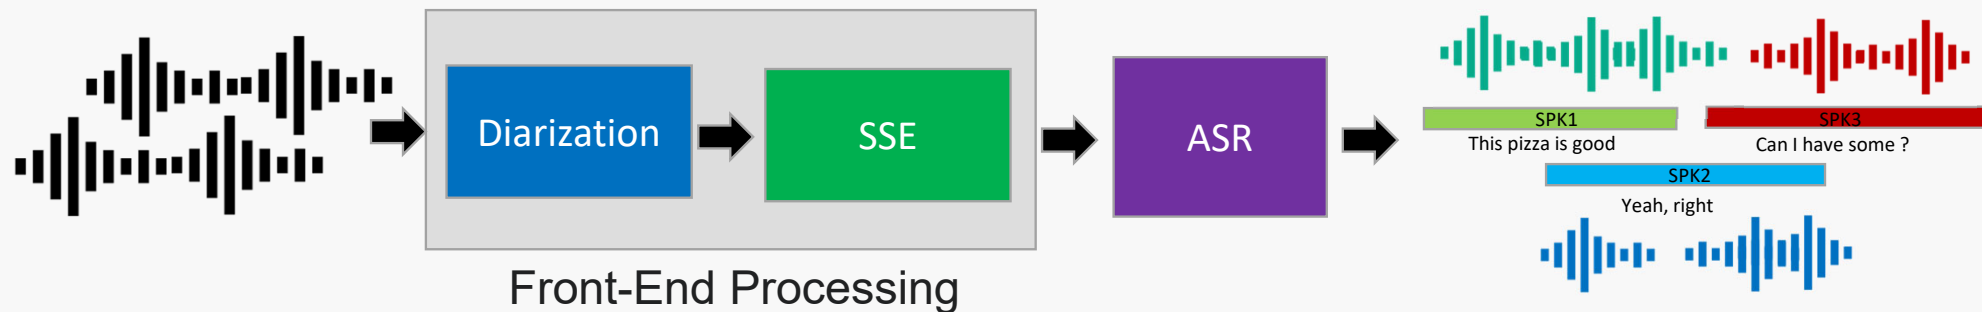 Diarization
SSE
ASR
Front-End Processing
SPK1
This pizza is good
SPK3
Can I have some ?
SPK2
Yeah, right